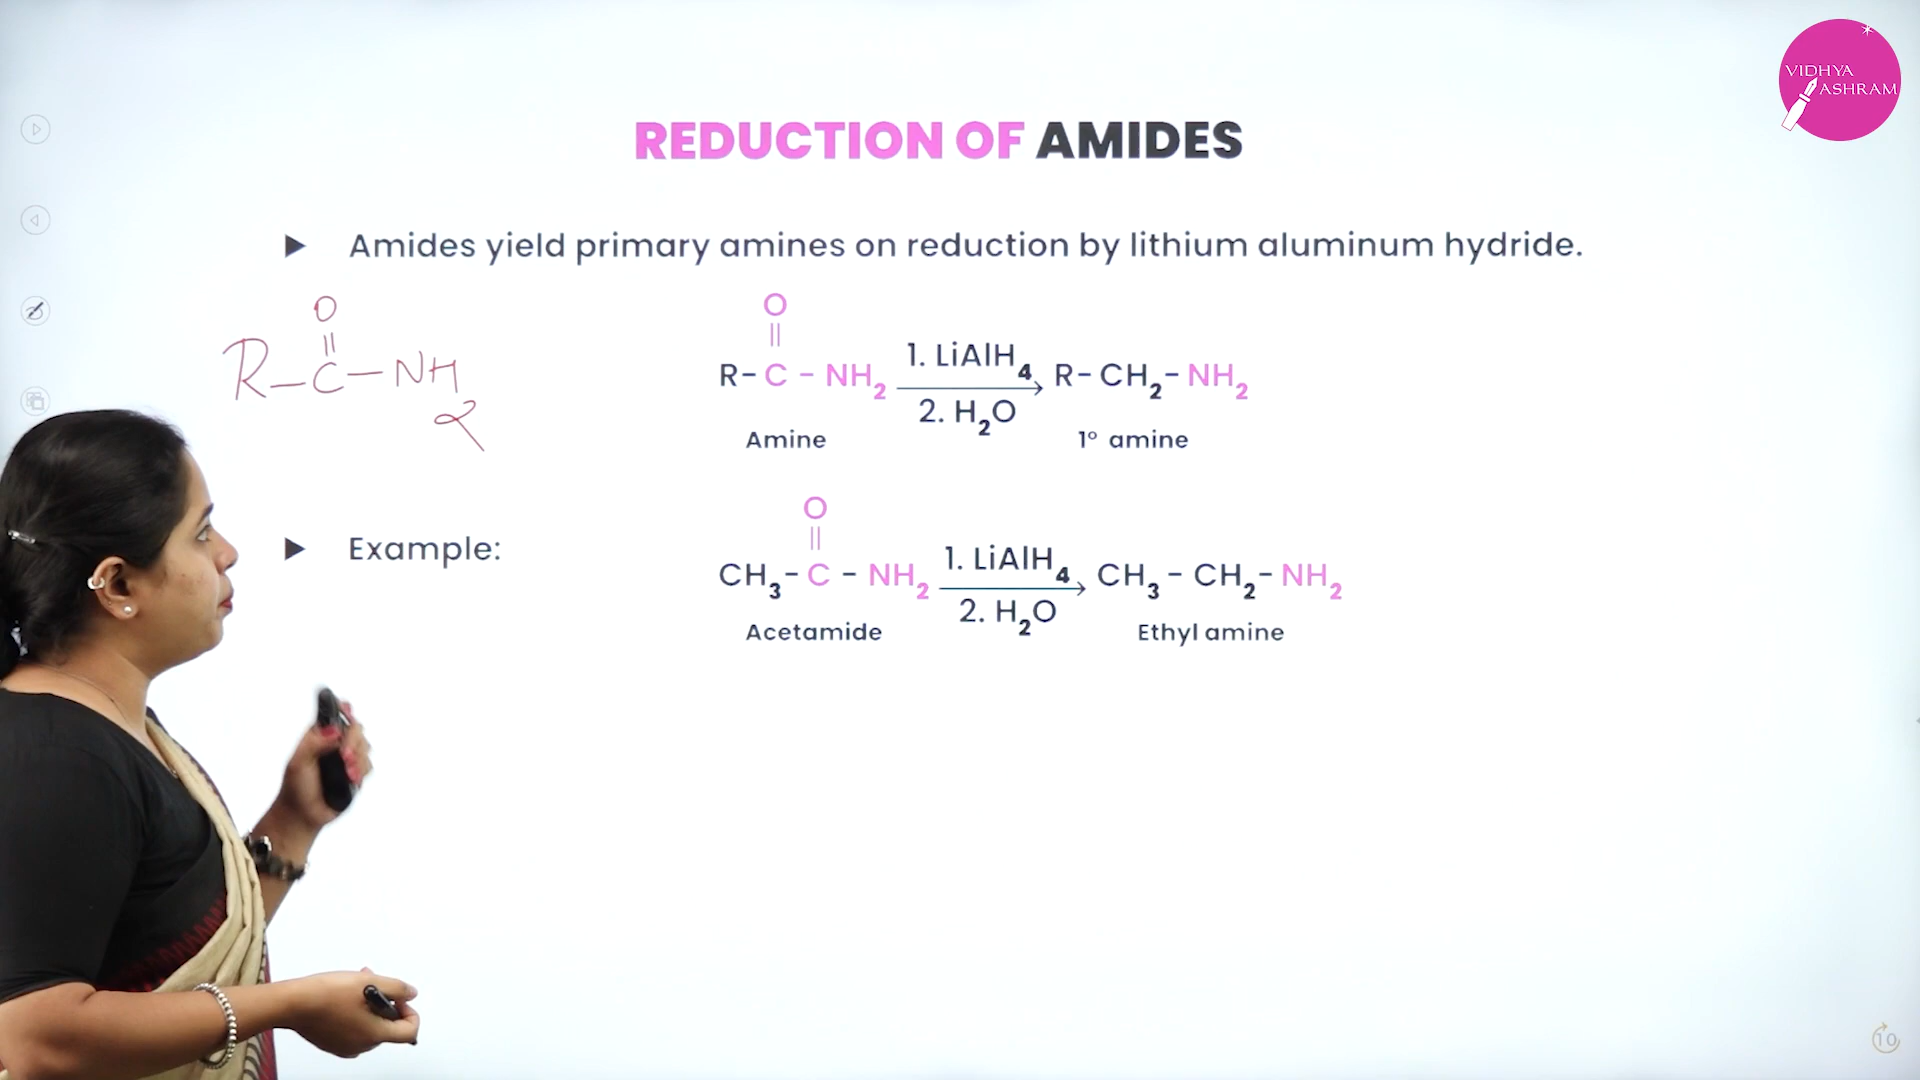 VIDHYA
ASHRAM
REDUCTION OF AMIDES
▶ Amides yield primary amines on reduction by lithium aluminum hydride.
O
||
R–C–NH2
O
||
R– C – NH2 1. LiAlH4 R– CH2– NH2
2. H2O
Amine 1° amine
▶ Example:
O
||
CH3– C – NH2 1. LiAlH4 CH3 – CH2– NH2
2. H2O
Acetamide Ethyl amine
10